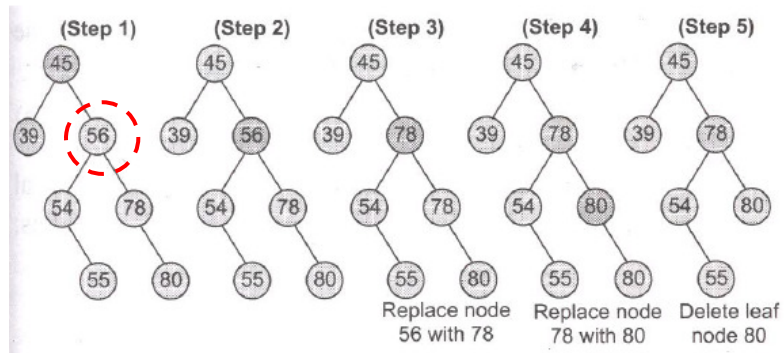 (Step 1) (Step 2) (Step 3) (Step 4) (Step 5)
45 45 45 45 45
39 56 39 56 39 78 39 78 39 78
54 78 54 78 54 78 54 80 54 80
55 80 55 80 55 80 55 80 55
Replace node Replace node Delete leaf
56 with 78 78 with 80 node 80